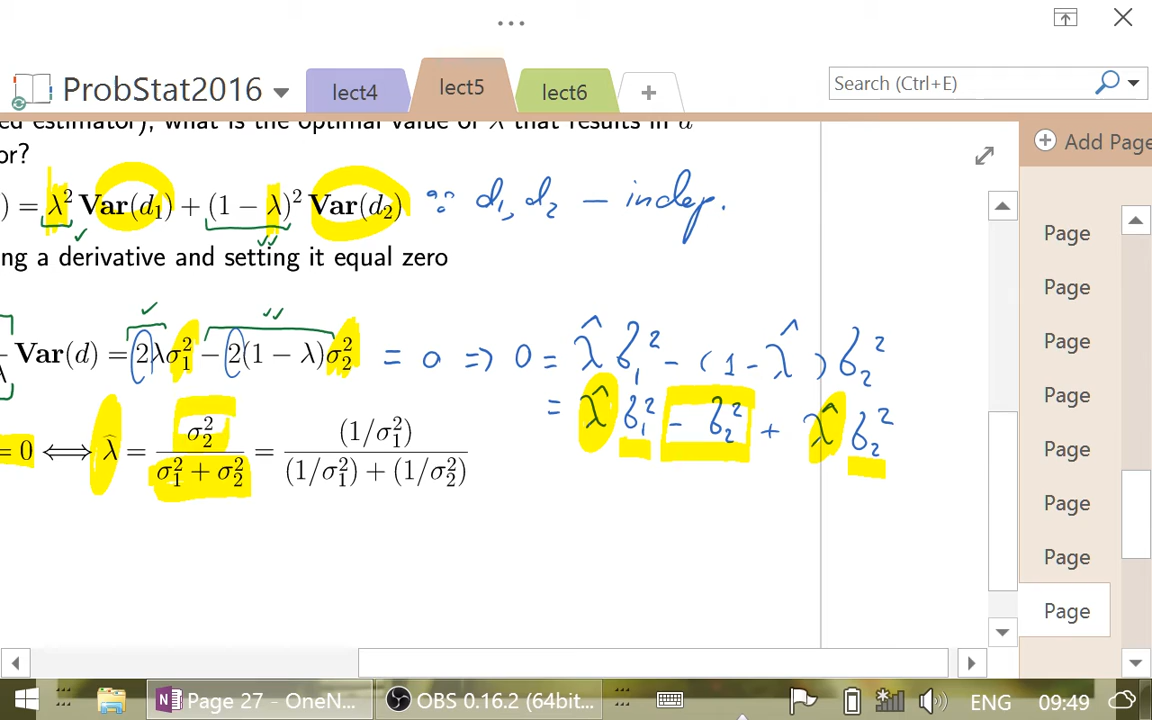 ...
ProbStat2016
lect4
lect5
lect6
+
Search (Ctrl+E)
Add Page
ed estimator), what is the optimal value of λ that results in a
or?
) = λ² Var(d₁) + (1 − λ)² Var(d₂) ∵ d₁, d₂ – indep.
ng a derivative and setting it equal zero
Var(d) = 2λσ₁² − 2(1 − λ)σ₂² = 0 => 0 = λ̂ σ₁² − (1 − λ̂) σ₂²
= λ̂ σ₁² − σ₂² + λ̂ σ₂²
= 0 ⟺ λ̂ = σ₂² / (σ₁² + σ₂²) = (1/σ₁²) / ((1/σ₁²) + (1/σ₂²))
Page
Page
Page
Page
Page
Page
Page
Page
Page 27 - OneN...
OBS 0.16.2 (64bit...
ENG
09:49